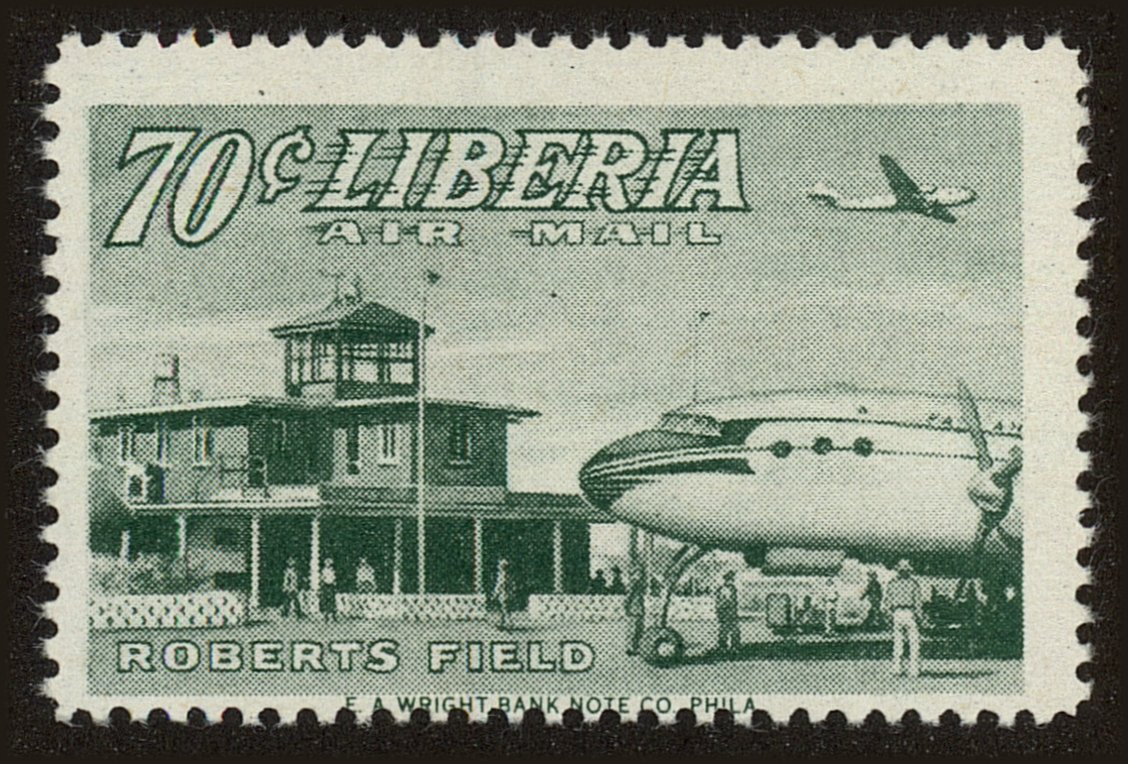 70¢ LIBERIA
AIR MAIL
ROBERTS FIELD
E. A. WRIGHT BANK NOTE CO. PHILA.